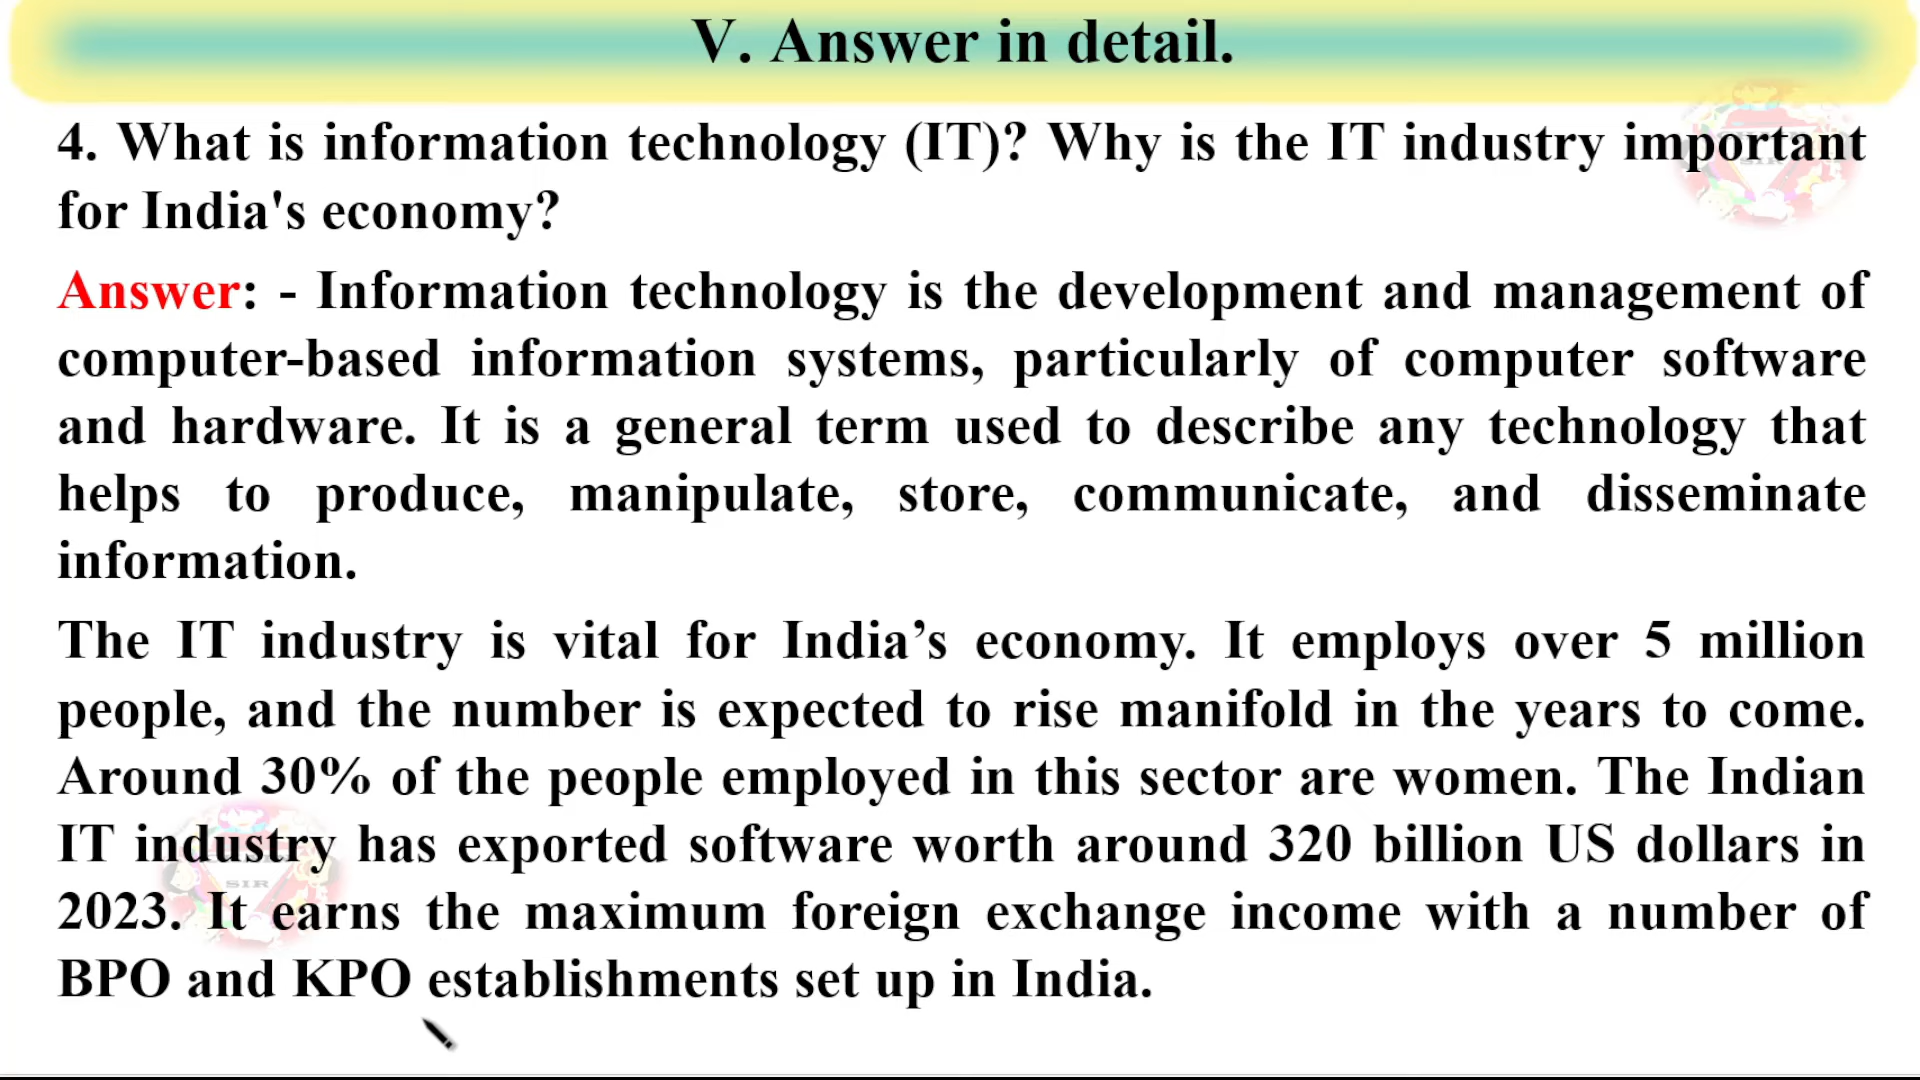 V. Answer in detail.
4. What is information technology (IT)? Why is the IT industry important
for India's economy?
Answer: - Information technology is the development and management of
computer-based information systems, particularly of computer software
and hardware. It is a general term used to describe any technology that
helps to produce, manipulate, store, communicate, and disseminate
information.
The IT industry is vital for India’s economy. It employs over 5 million
people, and the number is expected to rise manifold in the years to come.
Around 30% of the people employed in this sector are women. The Indian
IT industry has exported software worth around 320 billion US dollars in
SIR
2023. It earns the maximum foreign exchange income with a number of
BPO and KPO establishments set up in India.